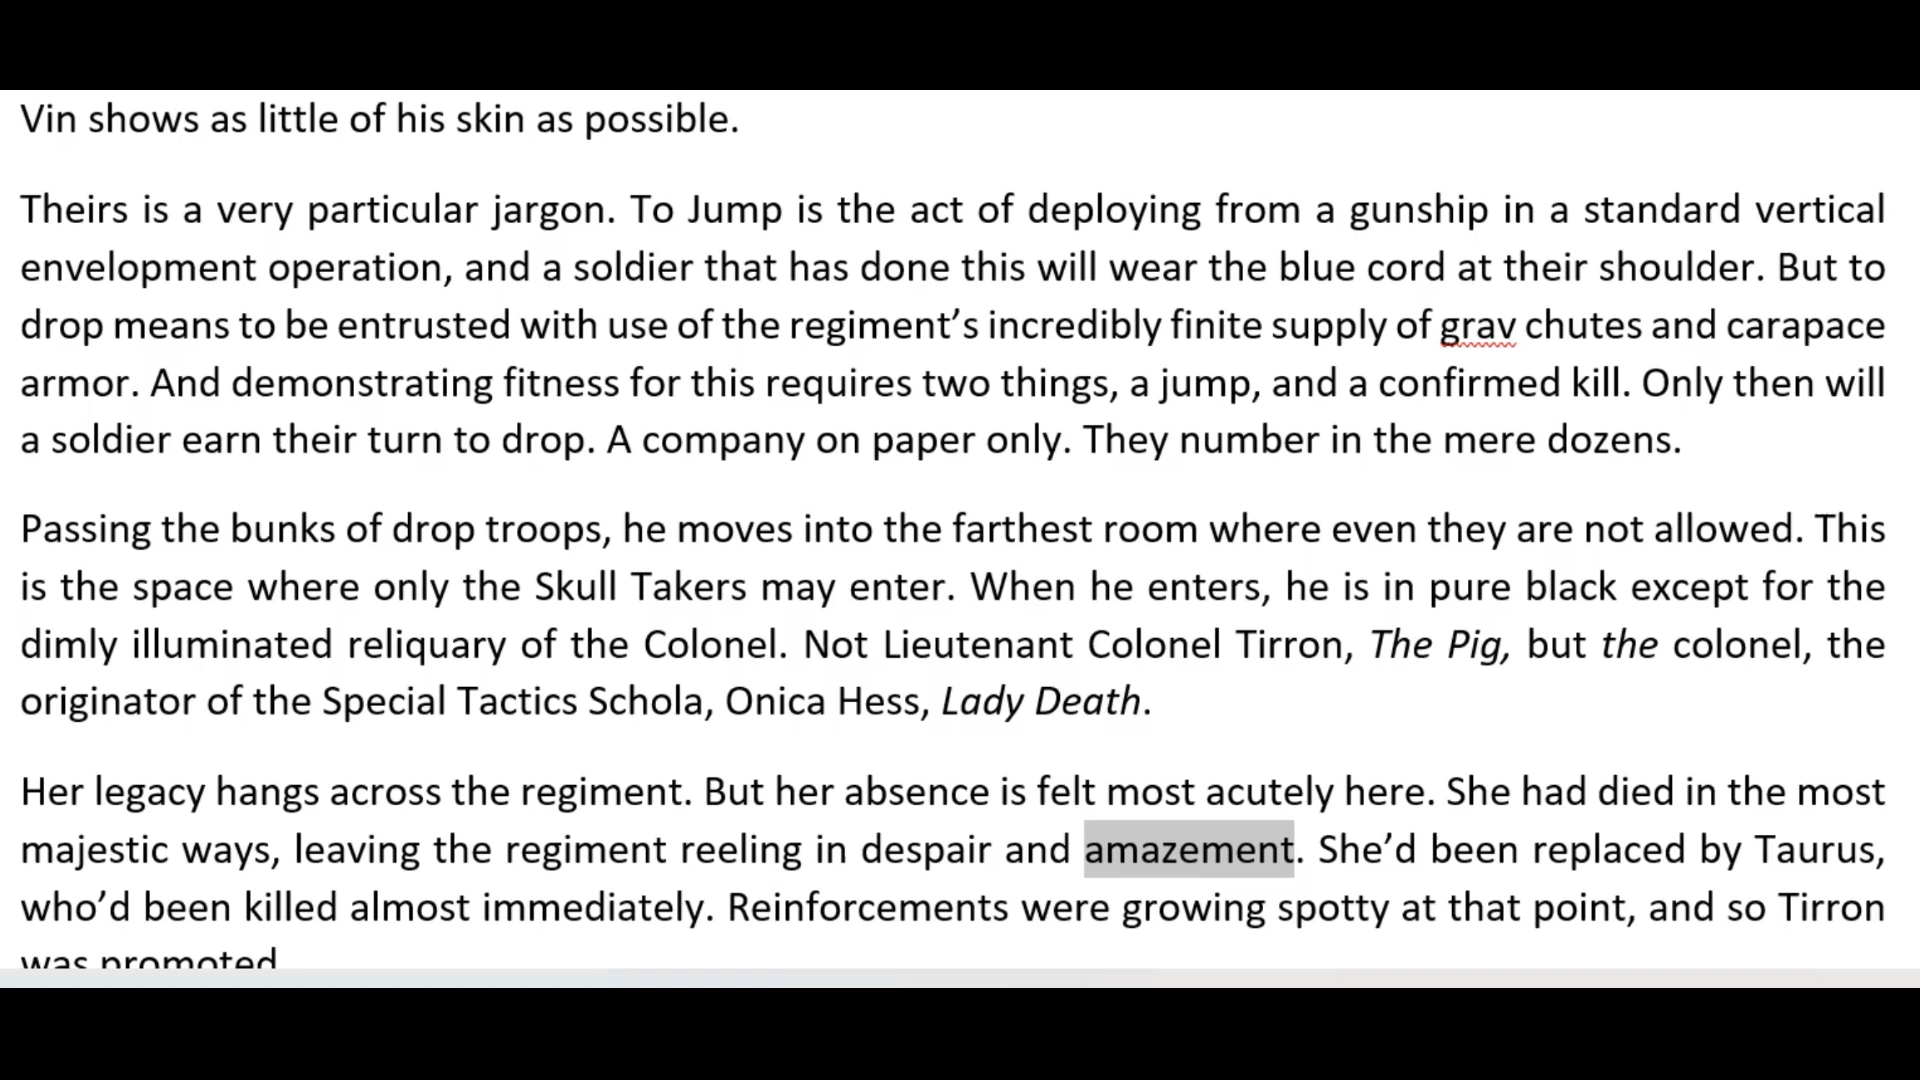 Vin shows as little of his skin as possible.
Theirs is a very particular jargon. To Jump is the act of deploying from a gunship in a standard vertical
envelopment operation, and a soldier that has done this will wear the blue cord at their shoulder. But to
drop means to be entrusted with use of the regiment’s incredibly finite supply of grav chutes and carapace
armor. And demonstrating fitness for this requires two things, a jump, and a confirmed kill. Only then will
a soldier earn their turn to drop. A company on paper only. They number in the mere dozens.
Passing the bunks of drop troops, he moves into the farthest room where even they are not allowed. This
is the space where only the Skull Takers may enter. When he enters, he is in pure black except for the
dimly illuminated reliquary of the Colonel. Not Lieutenant Colonel Tirron, The Pig, but the colonel, the
originator of the Special Tactics Schola, Onica Hess, Lady Death.
Her legacy hangs across the regiment. But her absence is felt most acutely here. She had died in the most
majestic ways, leaving the regiment reeling in despair and amazement. She’d been replaced by Taurus,
who’d been killed almost immediately. Reinforcements were growing spotty at that point, and so Tirron
was promoted